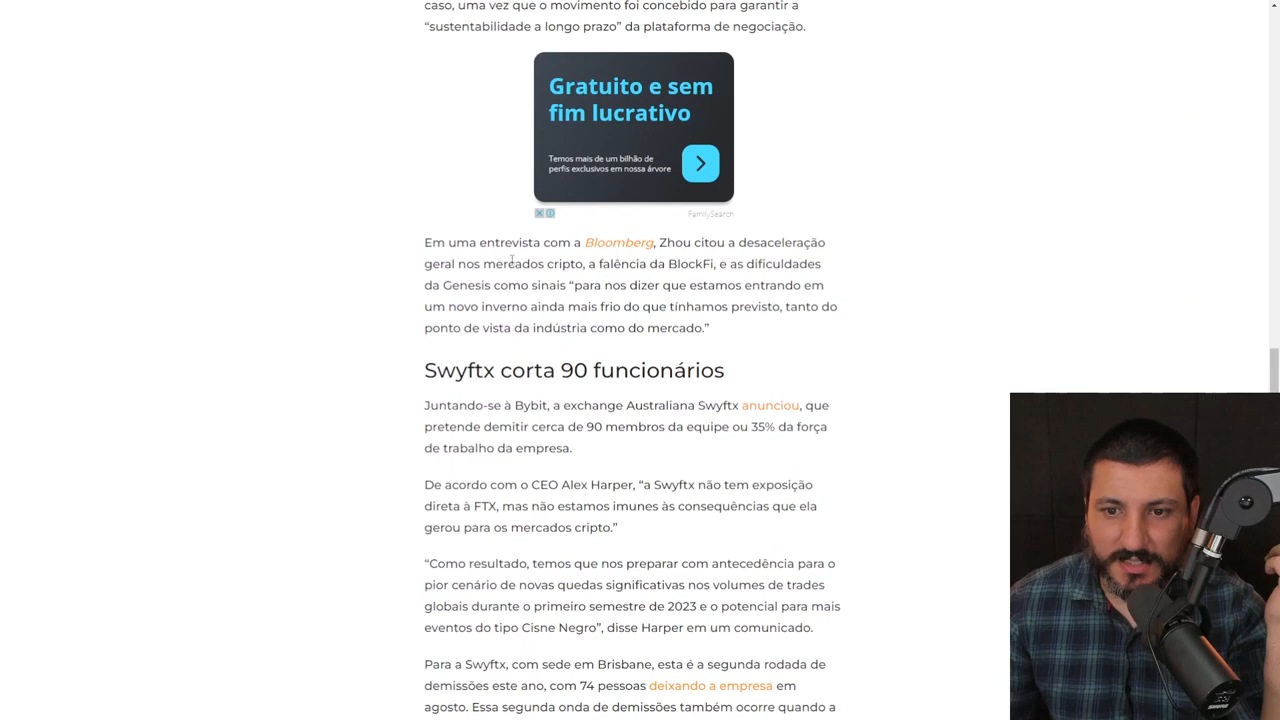 caso, uma vez que o movimento foi concebido para garantir a
“sustentabilidade a longo prazo” da plataforma de negociação.
Gratuito e sem
fim lucrativo
Temos mais de um bilhão de
perfis exclusivos em nossa árvore
FamilySearch
Em uma entrevista com a Bloomberg, Zhou citou a desaceleração
geral nos mercados cripto, a falência da BlockFi, e as dificuldades
da Genesis como sinais “para nos dizer que estamos entrando em
um novo inverno ainda mais frio do que tínhamos previsto, tanto do
ponto de vista da indústria como do mercado.”
Swyftx corta 90 funcionários
Juntando-se à Bybit, a exchange Australiana Swyftx anunciou, que
pretende demitir cerca de 90 membros da equipe ou 35% da força
de trabalho da empresa.
De acordo com o CEO Alex Harper, “a Swyftx não tem exposição
direta à FTX, mas não estamos imunes às consequências que ela
gerou para os mercados cripto.”
“Como resultado, temos que nos preparar com antecedência para o
pior cenário de novas quedas significativas nos volumes de trades
globais durante o primeiro semestre de 2023 e o potencial para mais
eventos do tipo Cisne Negro”, disse Harper em um comunicado.
Para a Swyftx, com sede em Brisbane, esta é a segunda rodada de
demissões este ano, com 74 pessoas deixando a empresa em
agosto. Essa segunda onda de demissões também ocorre quando a